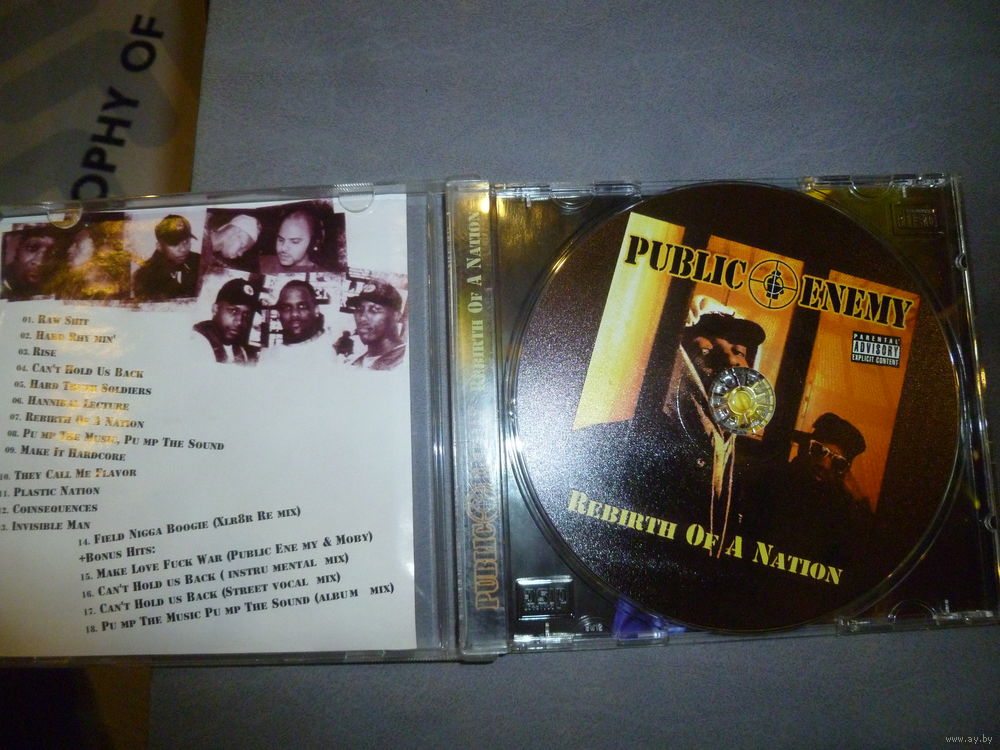 OPHY OF
01. Raw Shit
02. Hard Rhy min'
03. Rise
04. Can't Hold Us Back
05. Hard Truth Soldiers
06. Hannibal Lecture
07. Rebirth Of A Nation
08. Pu mp The Music, Pu mp The Sound
09. Make It Hardcore
10. They Call Me Flavor
11. Plastic Nation
12. Coinsequences
3. Invisible Man
14. Field Nigga Boogie (Xlr8r Re mix)
+Bonus Hits:
15. Make Love Fuck War (Public Ene my & Moby)
16. Can't Hold us Back ( instru mental mix)
17. Can't Hold us Back (Street vocal mix)
18. Pu mp The Music Pu mp The Sound (album mix)
PUBLIC
Rebirth Of A Nation
PUBLIC ENEMY
PARENTAL
ADVISORY
EXPLICIT CONTENT
Rebirth Of A Nation
www.ay.by